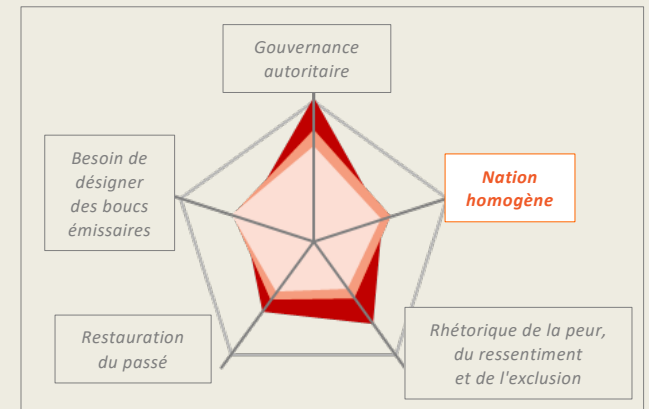 Gouvernance
autoritaire
Besoin de
désigner
des boucs
émissaires
Nation
homogène
Restauration
du passé
Rhétorique de la peur,
du ressentiment
et de l'exclusion